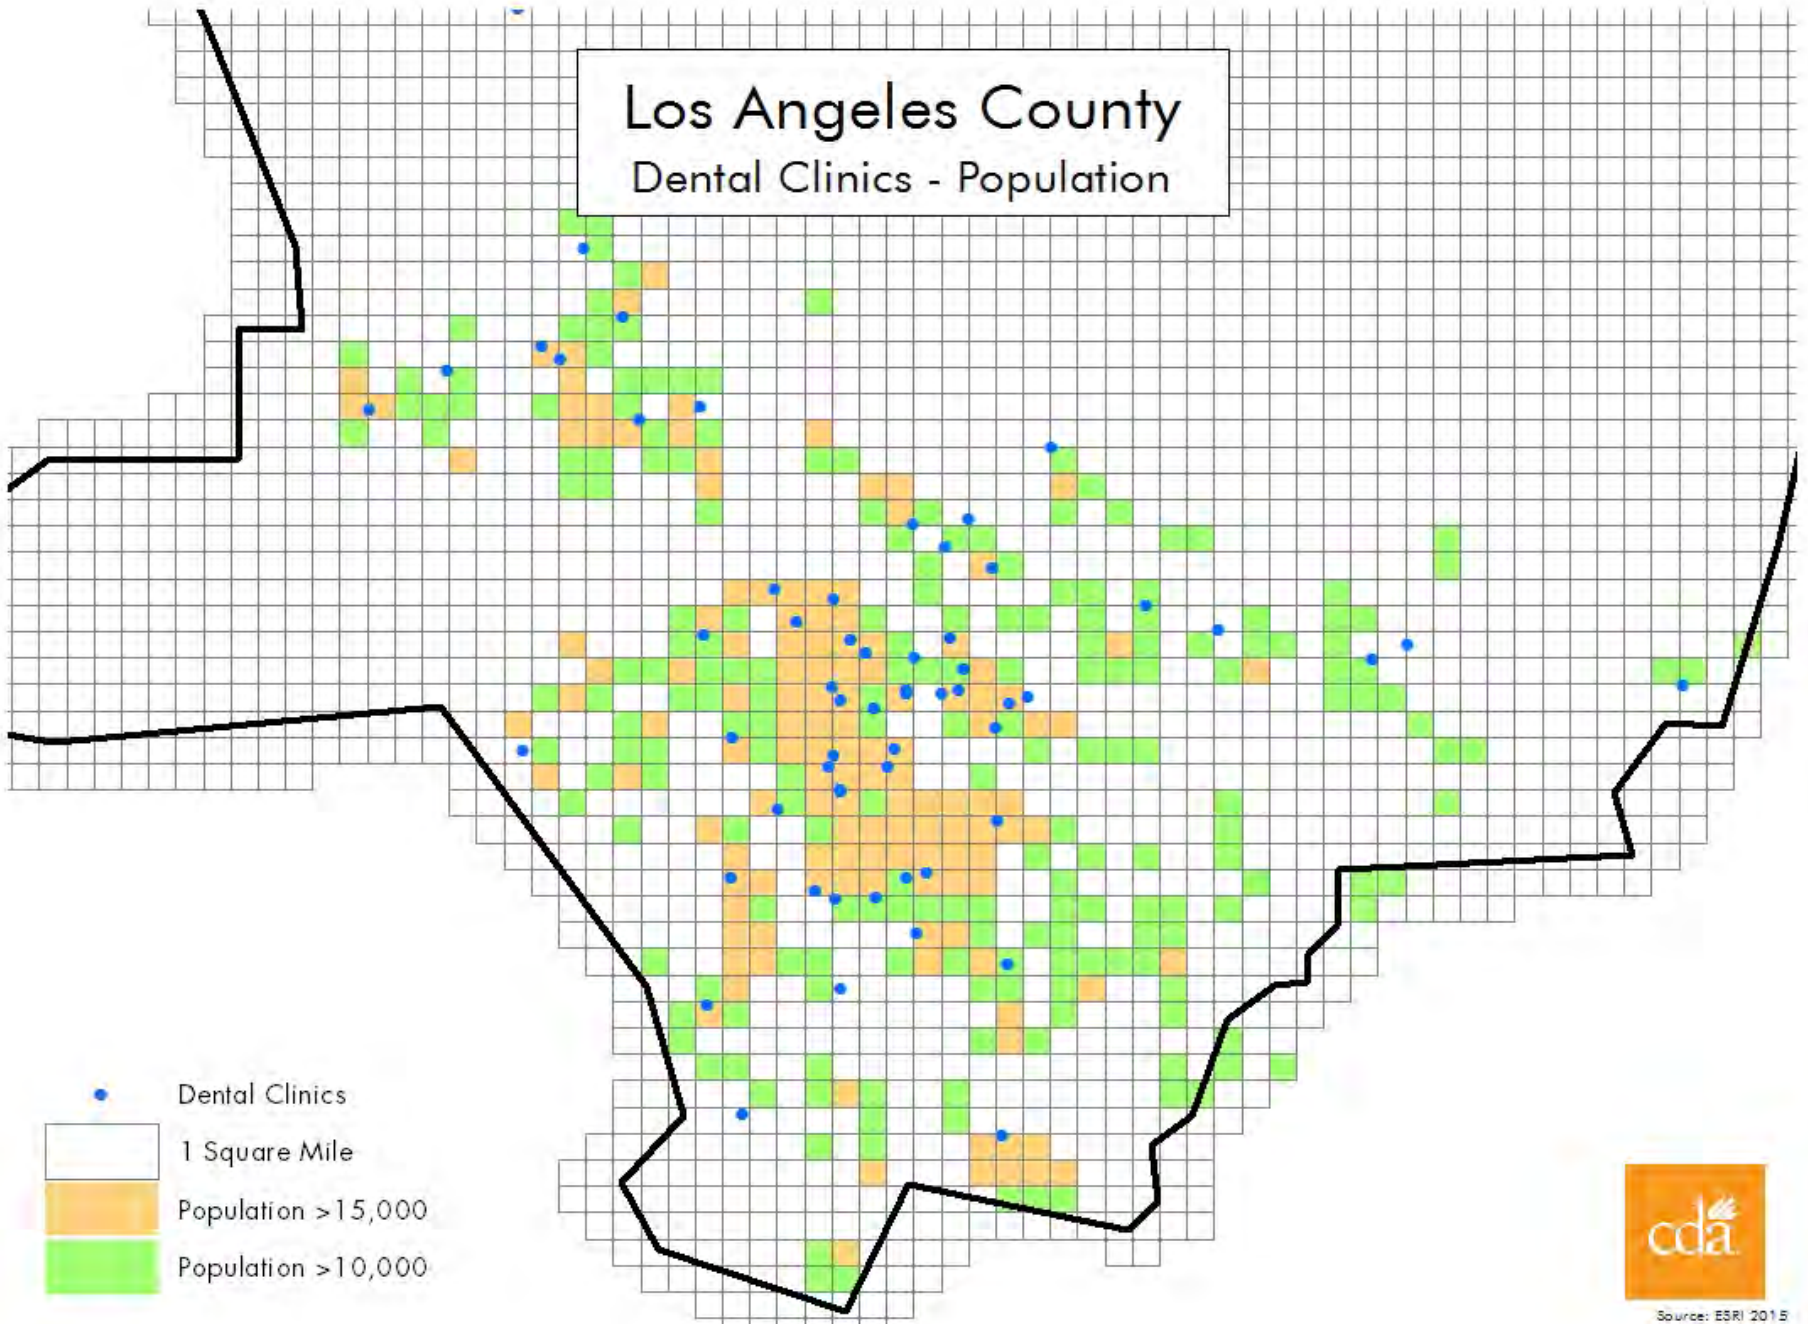 Los Angeles County
Dental Clinics - Population
Dental Clinics
1 Square Mile
Population >15,000
Population >10,000
cda
Source: ESRI 2015